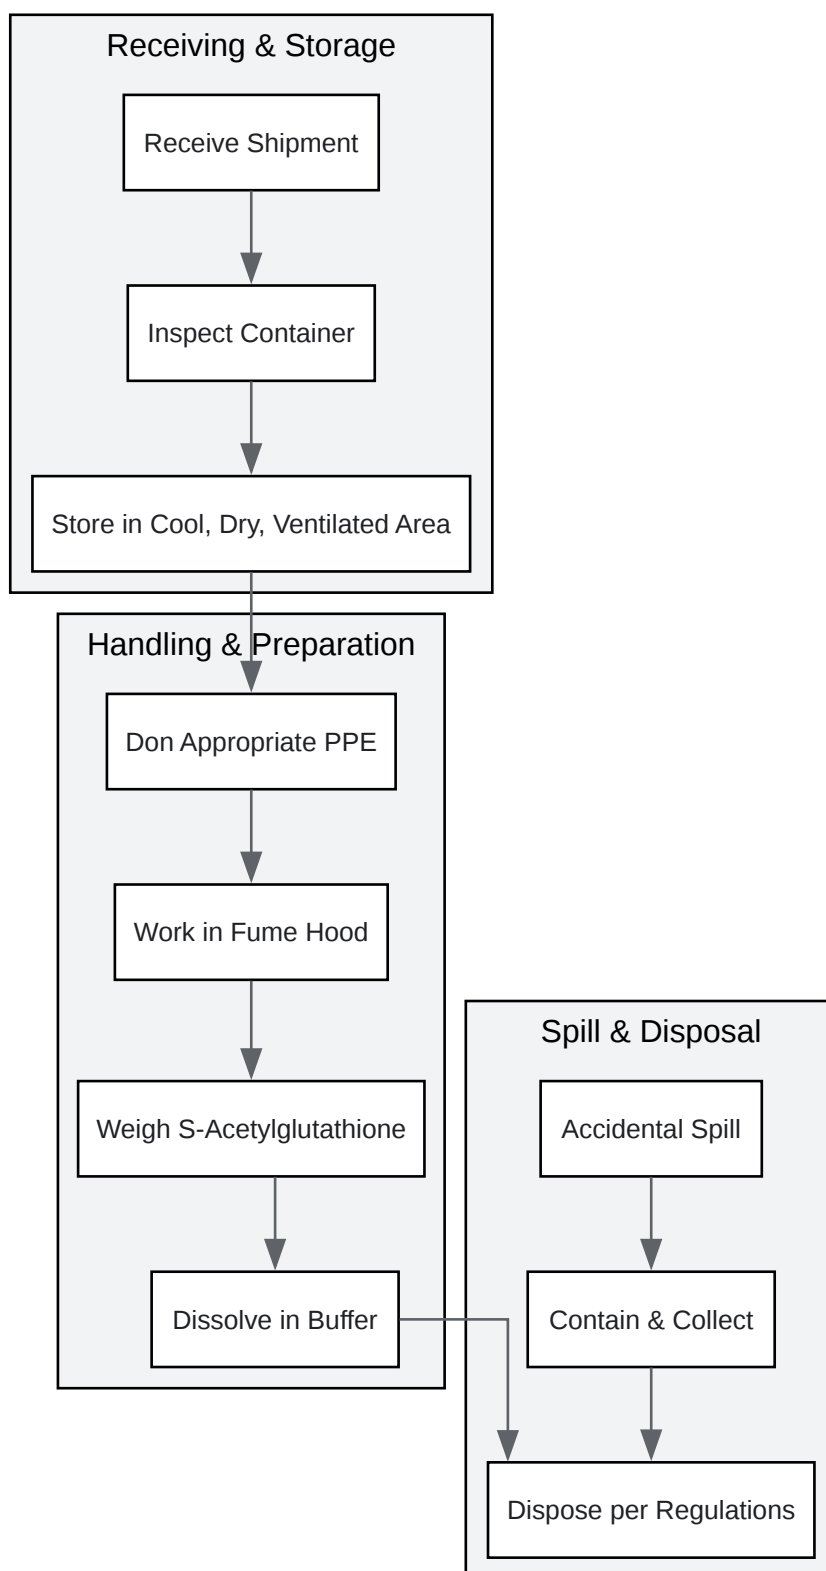 Receiving & Storage
Receive Shipment
Inspect Container
Store in Cool, Dry, Ventilated Area
Handling & Preparation
Don Appropriate PPE
Work in Fume Hood
Weigh S-Acetylglutathione
Dissolve in Buffer
Spill & Disposal
Accidental Spill
Contain & Collect
Dispose per Regulations